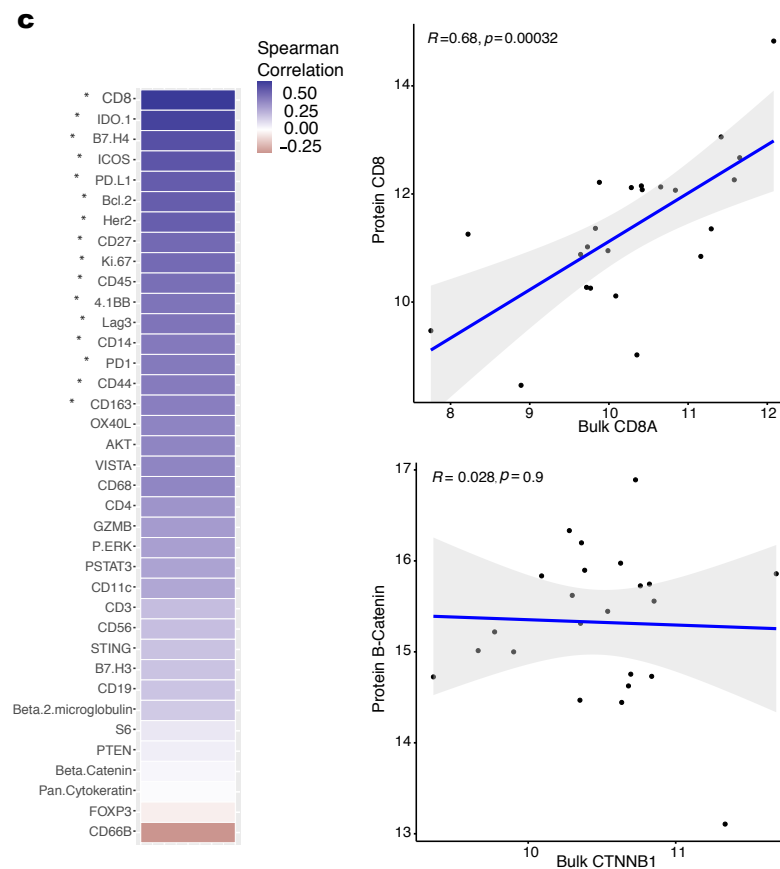 c
Spearman
Correlation
0.50
0.25
0.00
−0.25
* CD8
* IDO.1
* B7.H4
* ICOS
* PD.L1
* Bcl.2
* Her2
* CD27
* Ki.67
* CD45
* 4.1BB
* Lag3
* CD14
* PD1
* CD44
* CD163
OX40L
AKT
VISTA
CD68
CD4
GZMB
P.ERK
PSTAT3
CD11c
CD3
CD56
STING
B7.H3
CD19
Beta.2.microglobulin
S6
PTEN
Beta.Catenin
Pan.Cytokeratin
FOXP3
CD66B
R=0.68, p=0.00032
Protein CD8
14
12
10
8 9 10 11 12
Bulk CD8A
R = 0.028, p = 0.9
Protein B-Catenin
17
16
15
14
13
10 11
Bulk CTNNB1